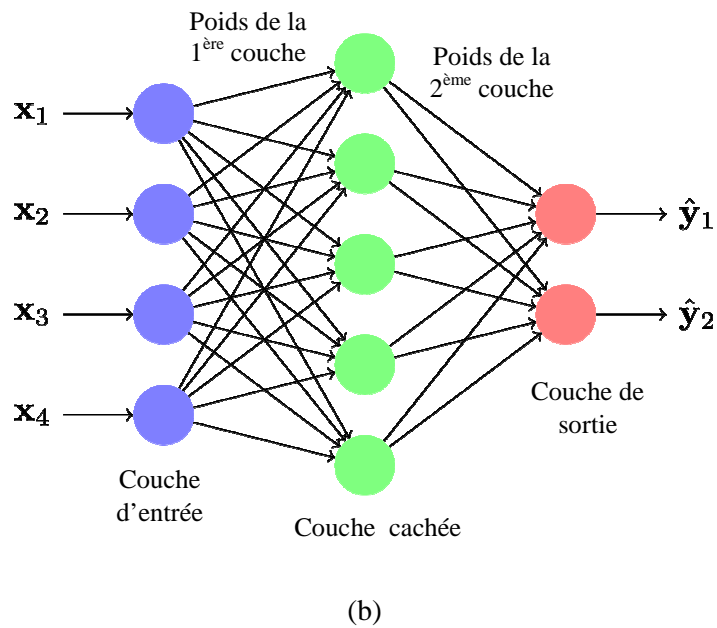 Poids de la
1ère couche
Poids de la
2ème couche
x1
x2
x3
x4
ŷ1
ŷ2
Couche de
sortie
Couche
d'entrée
Couche cachée
(b)